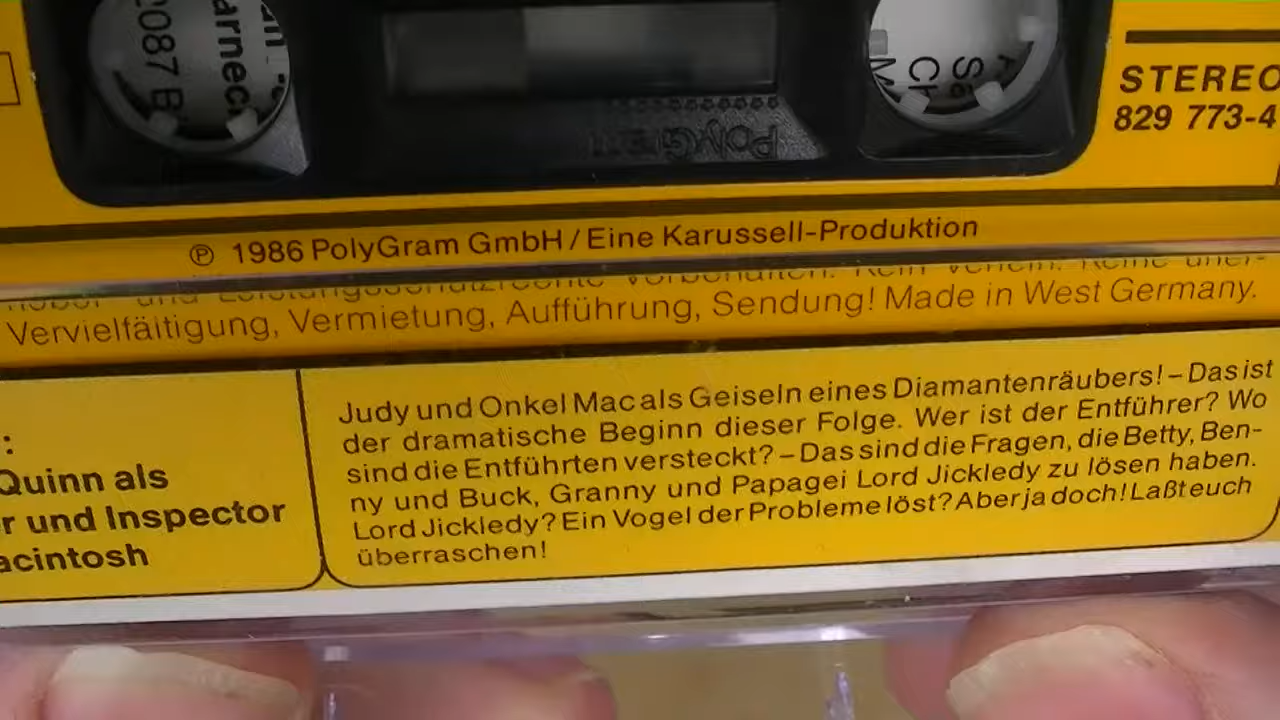 2087 B
arneck
STEREO
829 773-4
PolyGram
℗ 1986 PolyGram GmbH / Eine Karussell-Produktion
Vervielfältigung, Vermietung, Aufführung, Sendung! Made in West Germany.
:
Quinn als
r und Inspector
acintosh
Judy und Onkel Mac als Geiseln eines Diamantenräubers! – Das ist
der dramatische Beginn dieser Folge. Wer ist der Entführer? Wo
sind die Entführten versteckt? – Das sind die Fragen, die Betty, Ben-
ny und Buck, Granny und Papagei Lord Jickledy zu lösen haben.
Lord Jickledy? Ein Vogel der Probleme löst? Aber ja doch! Laßt euch
überraschen!